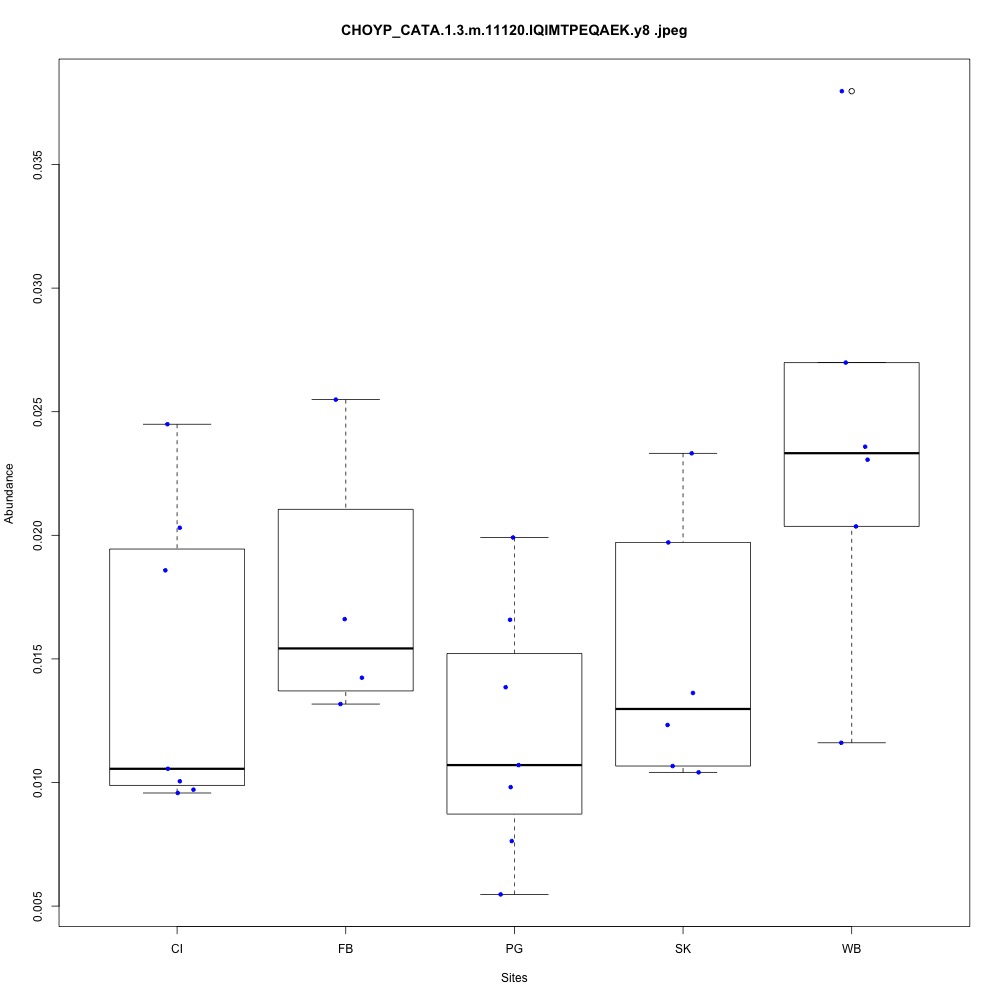 CHOYP_CATA.1.3.m.11120.IQIMTPEQAEK.y8 .jpeg
Abundance
0.035
0.030
0.025
0.020
0.015
0.010
0.005
CI FB PG SK WB
Sites